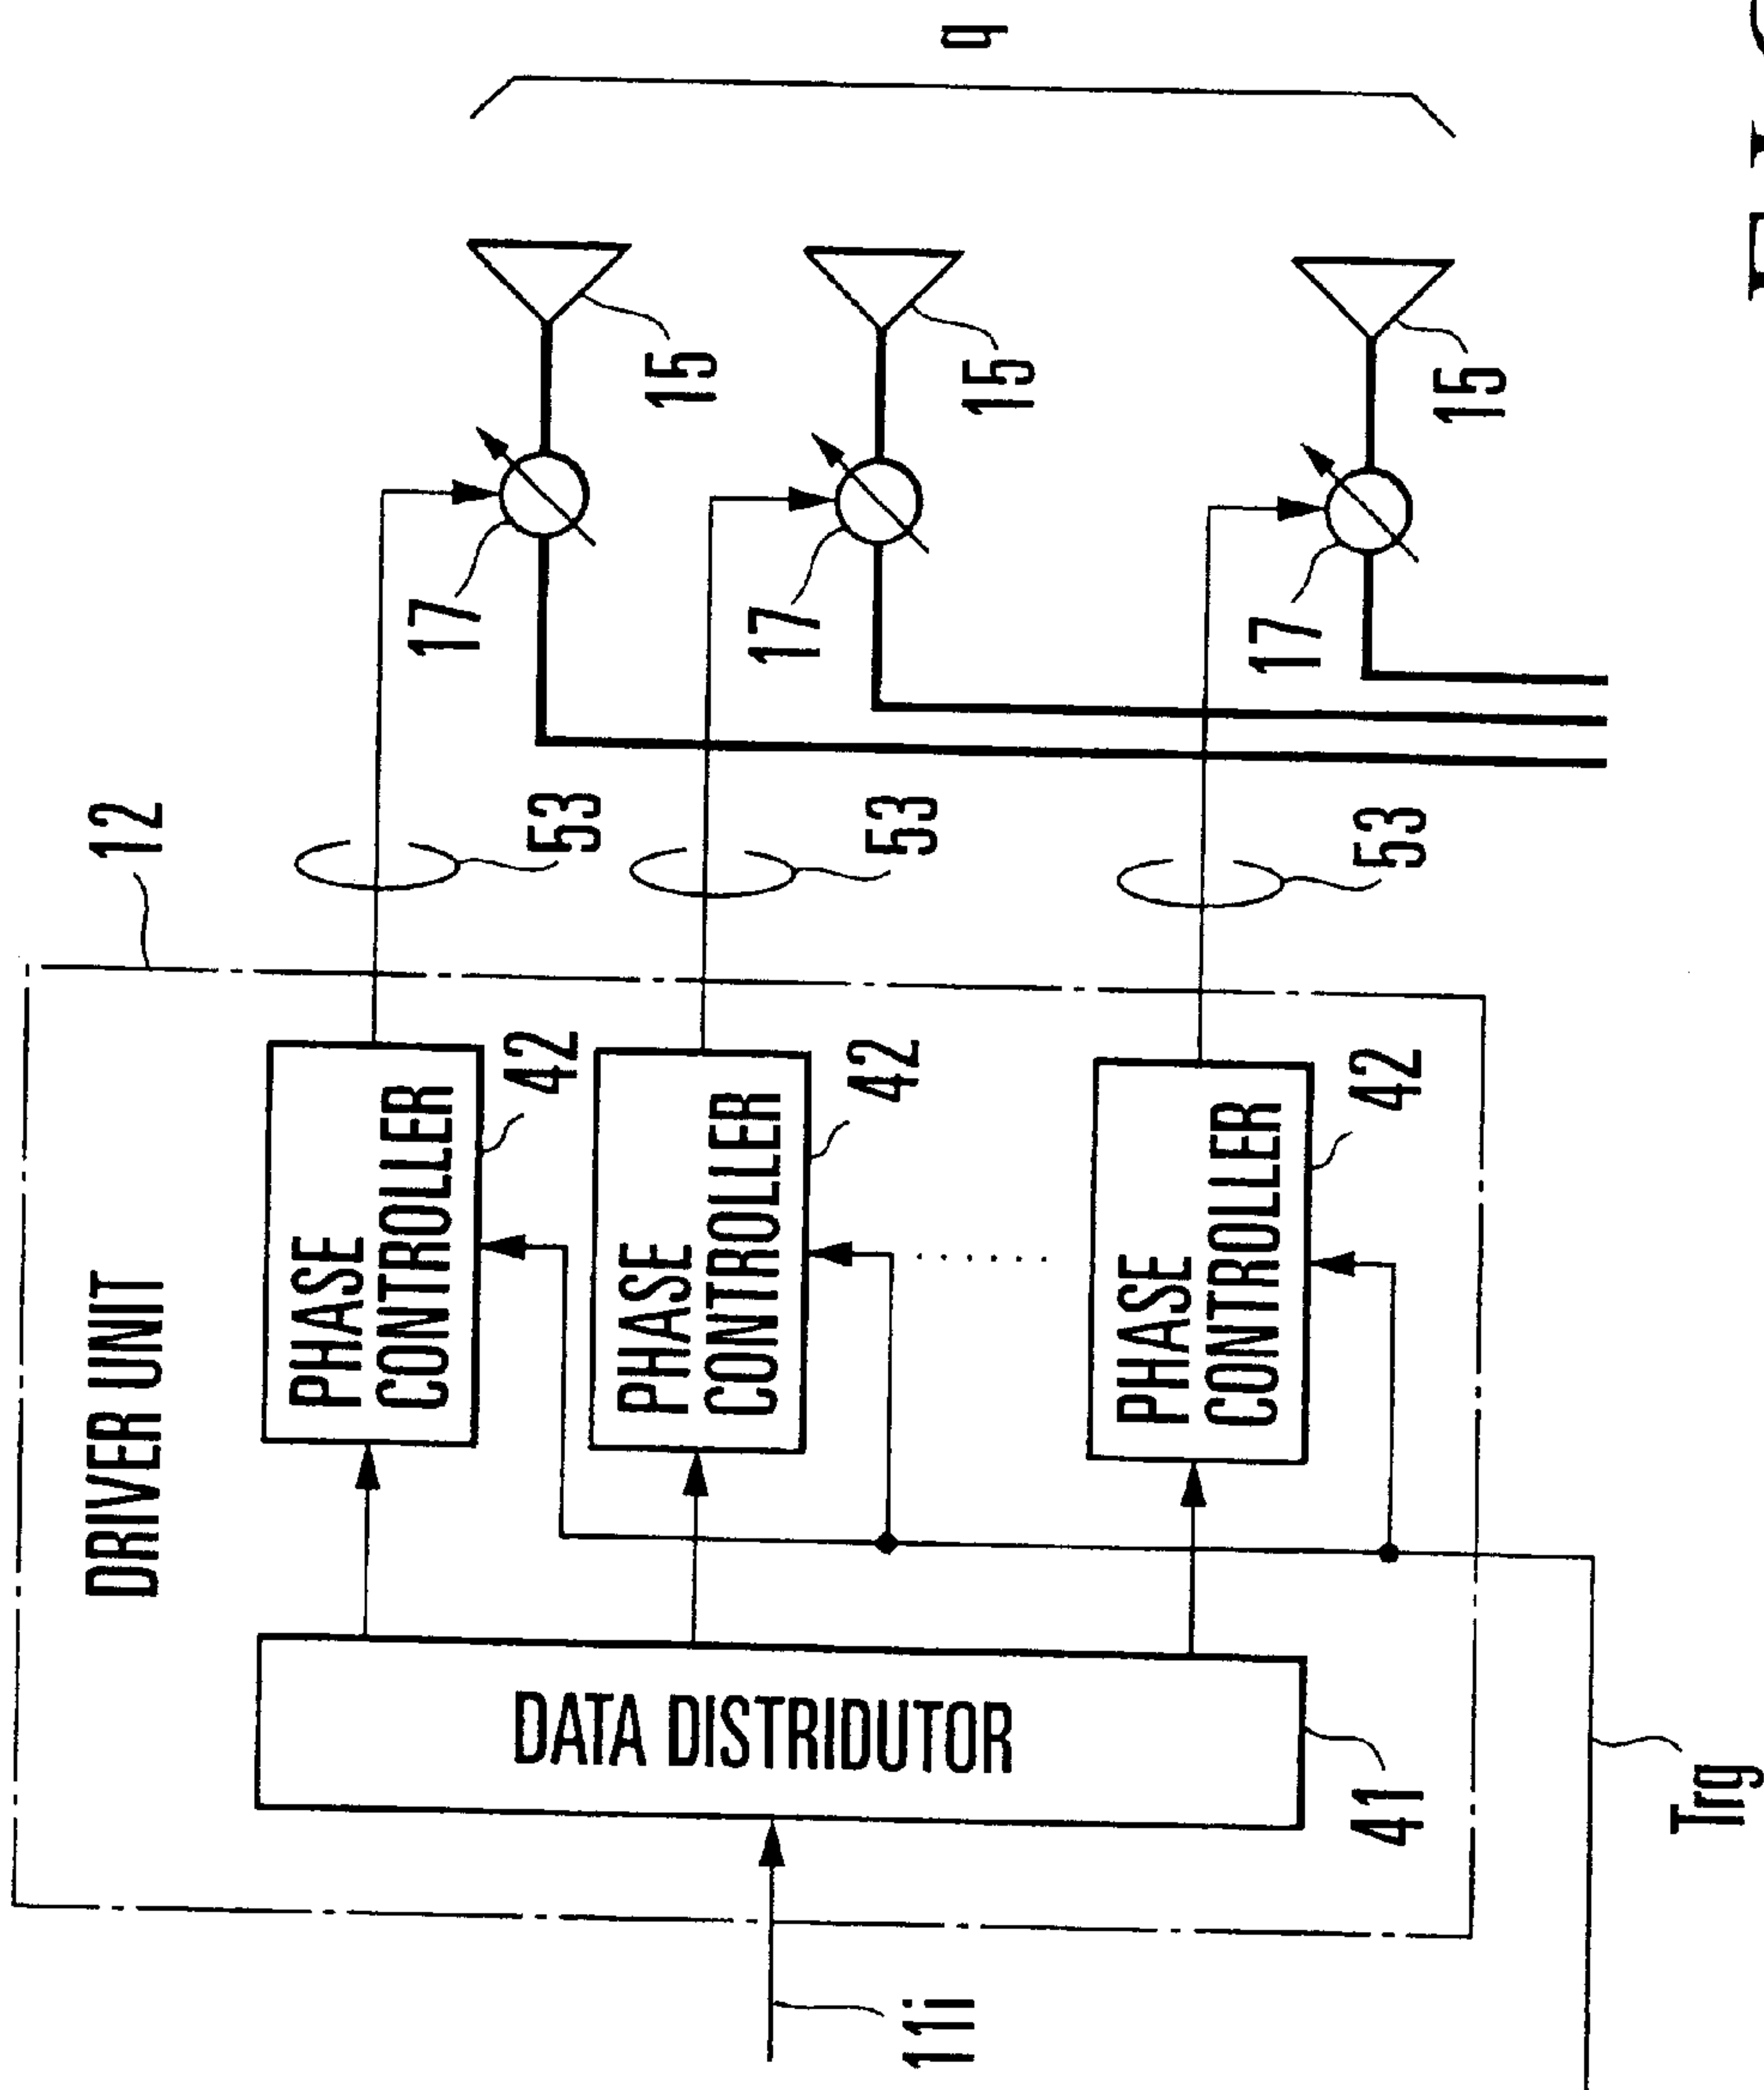 DRIVER UNIT
12
PHASE
CONTROLLER
17
42
53
15
PHASE
CONTROLLER
DATA DISTRIDUTOR
17
42
53
11i
q
15
PHASE
CONTROLLER
17
41
42
53
15
Trg